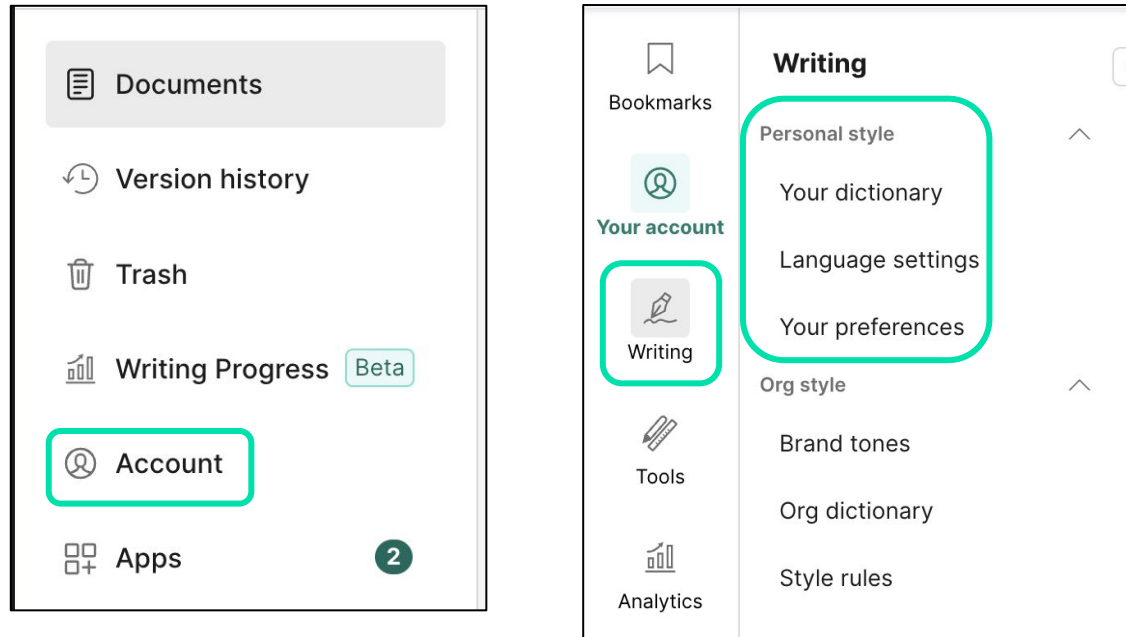 Documents
Version history
Trash
Writing Progress Beta
Account
Apps 2
Bookmarks
Your account
Writing
Tools
Analytics
Writing
Personal style
Your dictionary
Language settings
Your preferences
Org style
Brand tones
Org dictionary
Style rules